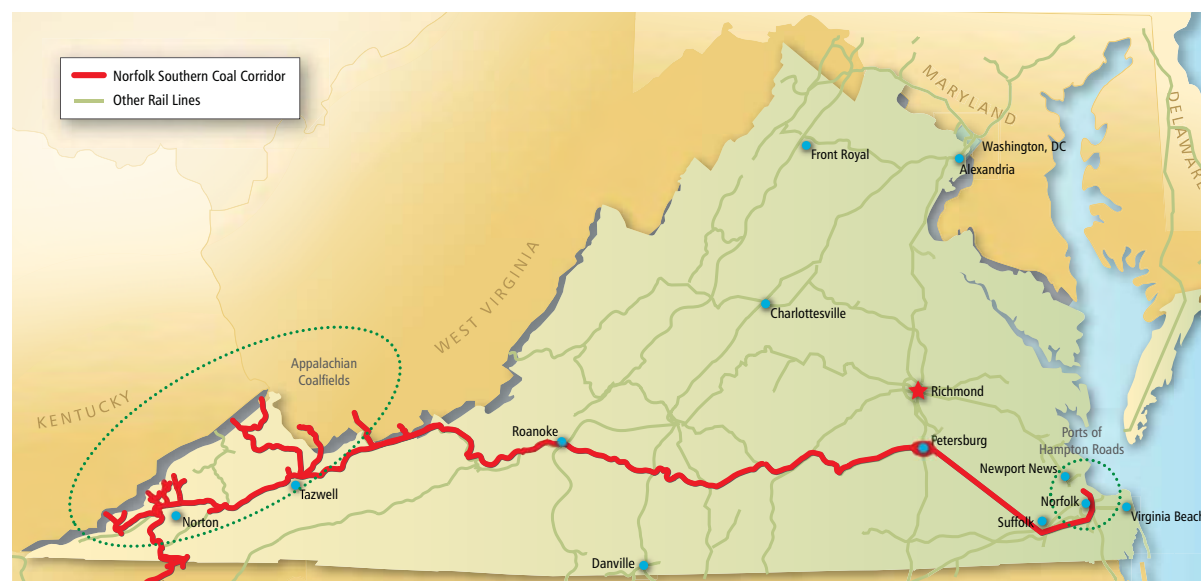 Norfolk Southern Coal Corridor
Other Rail Lines
MARYLAND
DELAWARE
Washington, DC
Front Royal
Alexandria
WEST VIRGINIA
Charlottesville
Appalachian
Coalfields
KENTUCKY
Richmond
Roanoke
Petersburg
Ports of
Hampton Roads
Newport News
Tazwell
Norton
Norfolk
Suffolk
Virginia Beach
Danville